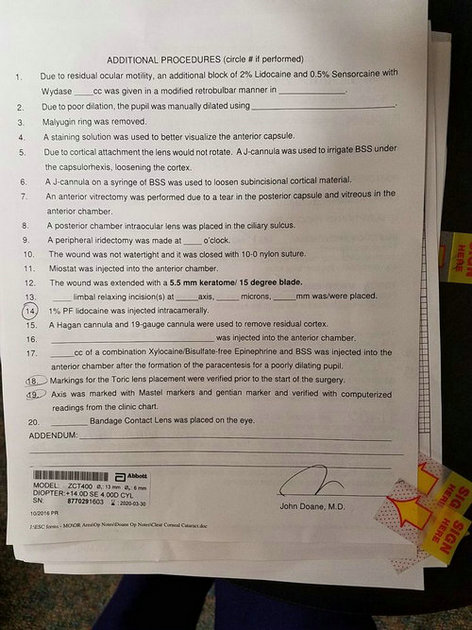 ADDITIONAL PROCEDURES (circle # if performed)
1. Due to residual ocular motility, an additional block of 2% Lidocaine and 0.5% Sensorcaine with
Wydase ____cc was given in a modified retrobulbar manner in ______________.
2. Due to poor dilation, the pupil was manually dilated using ______________________.
3. Malyugin ring was removed.
4. A staining solution was used to better visualize the anterior capsule.
5. Due to cortical attachment the lens would not rotate. A J-cannula was used to irrigate BSS under
the capsulorhexis, loosening the cortex.
6. A J-cannula on a syringe of BSS was used to loosen subincisional cortical material.
7. An anterior vitrectomy was performed due to a tear in the posterior capsule and vitreous in the
anterior chamber.
8. A posterior chamber intraocular lens was placed in the ciliary sulcus.
9. A peripheral iridectomy was made at ____ o'clock.
10. The wound was not watertight and it was closed with 10-0 nylon suture.
11. Miostat was injected into the anterior chamber.
12. The wound was extended with a 5.5 mm keratome/ 15 degree blade.
13. ____ limbal relaxing incision(s) at _____axis, _____ microns, _____mm was/were placed.
14. 1% PF lidocaine was injected intracamerally.
15. A Hagan cannula and 19-gauge cannula were used to remove residual cortex.
16. ________________________________ was injected into the anterior chamber.
17. _____cc of a combination Xylocaine/Bisulfate-free Epinephrine and BSS was injected into the
anterior chamber after the formation of the paracentesis for a poorly dilating pupil.
18. Markings for the Toric lens placement were verified prior to the start of the surgery.
19. Axis was marked with Mastel markers and gentian marker and verified with computerized
readings from the clinic chart.
20. ________ Bandage Contact Lens was placed on the eye.
ADDENDUM:
Abbott
MODEL: ZCT400 Ø, 13 mm Ø, 6 mm
DIOPTER:+14.0D SE 4.00D CYL
SN: 8770291603 2020-03-30
John Doane, M.D.
10/2016 PR
SIGN
HERE
SIGN
HERE
SIGN
HERE